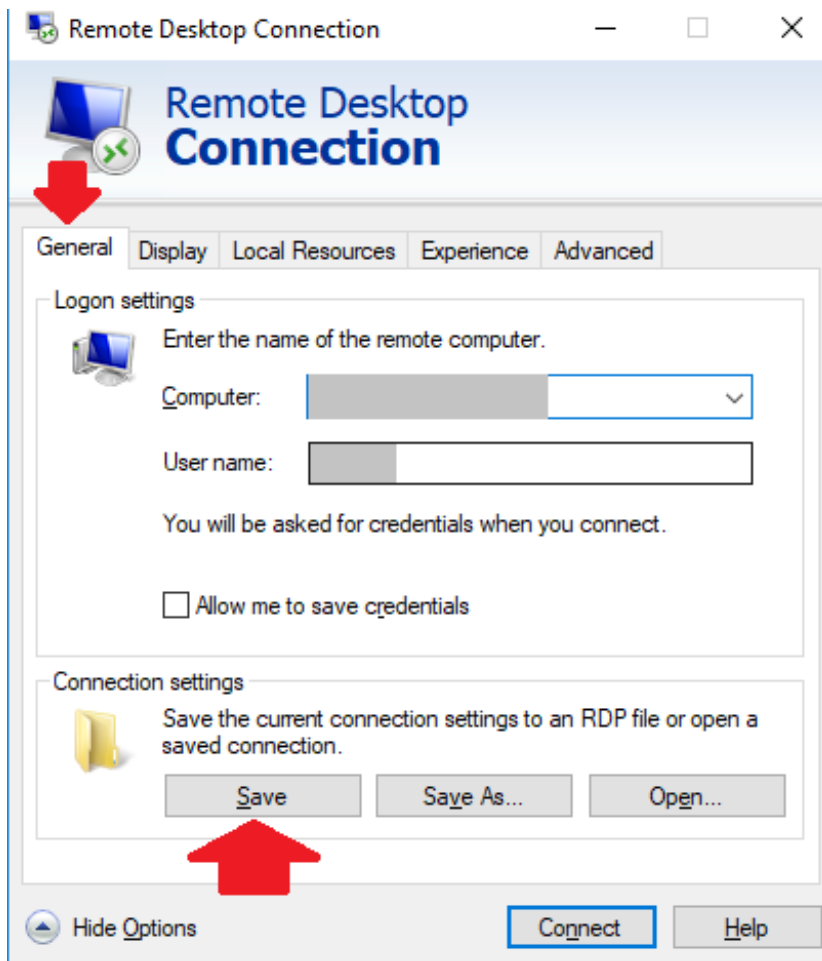 Remote Desktop Connection
Remote Desktop
Connection
General Display Local Resources Experience Advanced
Logon settings
Enter the name of the remote computer.
Computer:
User name:
You will be asked for credentials when you connect.
Allow me to save credentials
Connection settings
Save the current connection settings to an RDP file or open a
saved connection.
Save Save As... Open...
Hide Options Connect Help